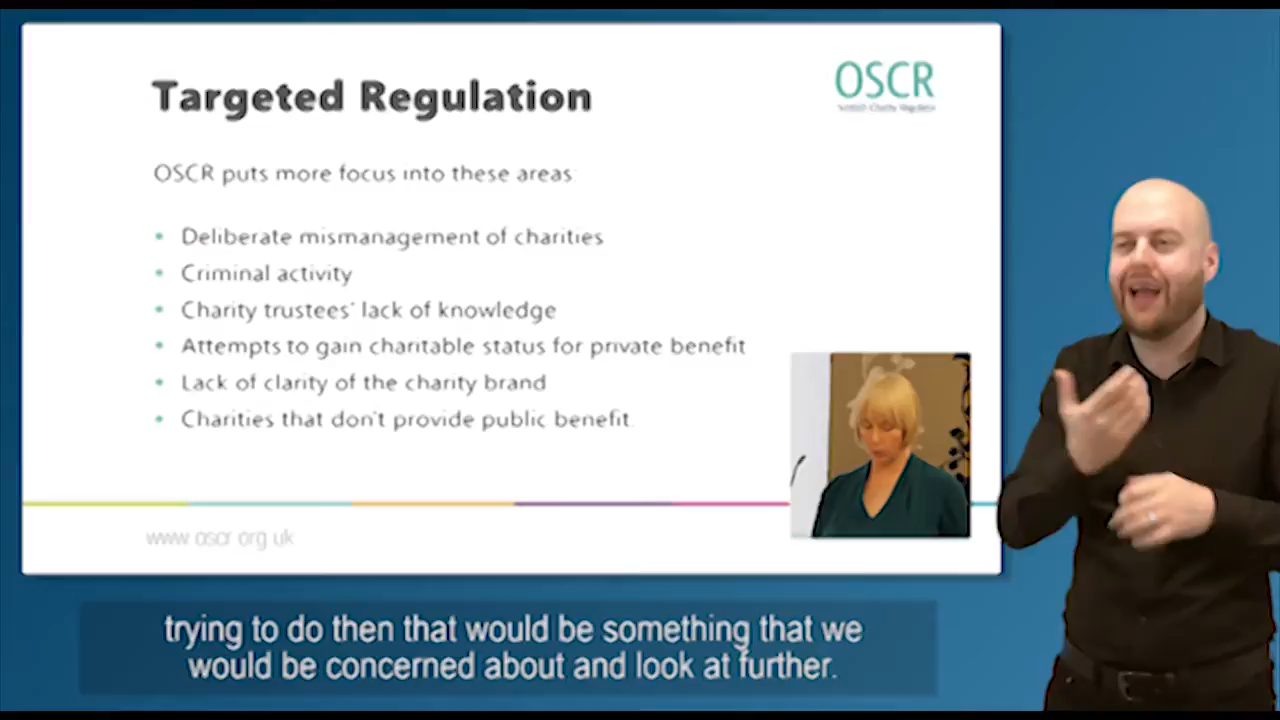 Targeted Regulation
OSCR
Scottish Charity Regulator
OSCR puts more focus into these areas:
• Deliberate mismanagement of charities
• Criminal activity
• Charity trustees' lack of knowledge
• Attempts to gain charitable status for private benefit
• Lack of clarity of the charity brand
• Charities that don't provide public benefit.
www.oscr.org.uk
trying to do then that would be something that we
would be concerned about and look at further.